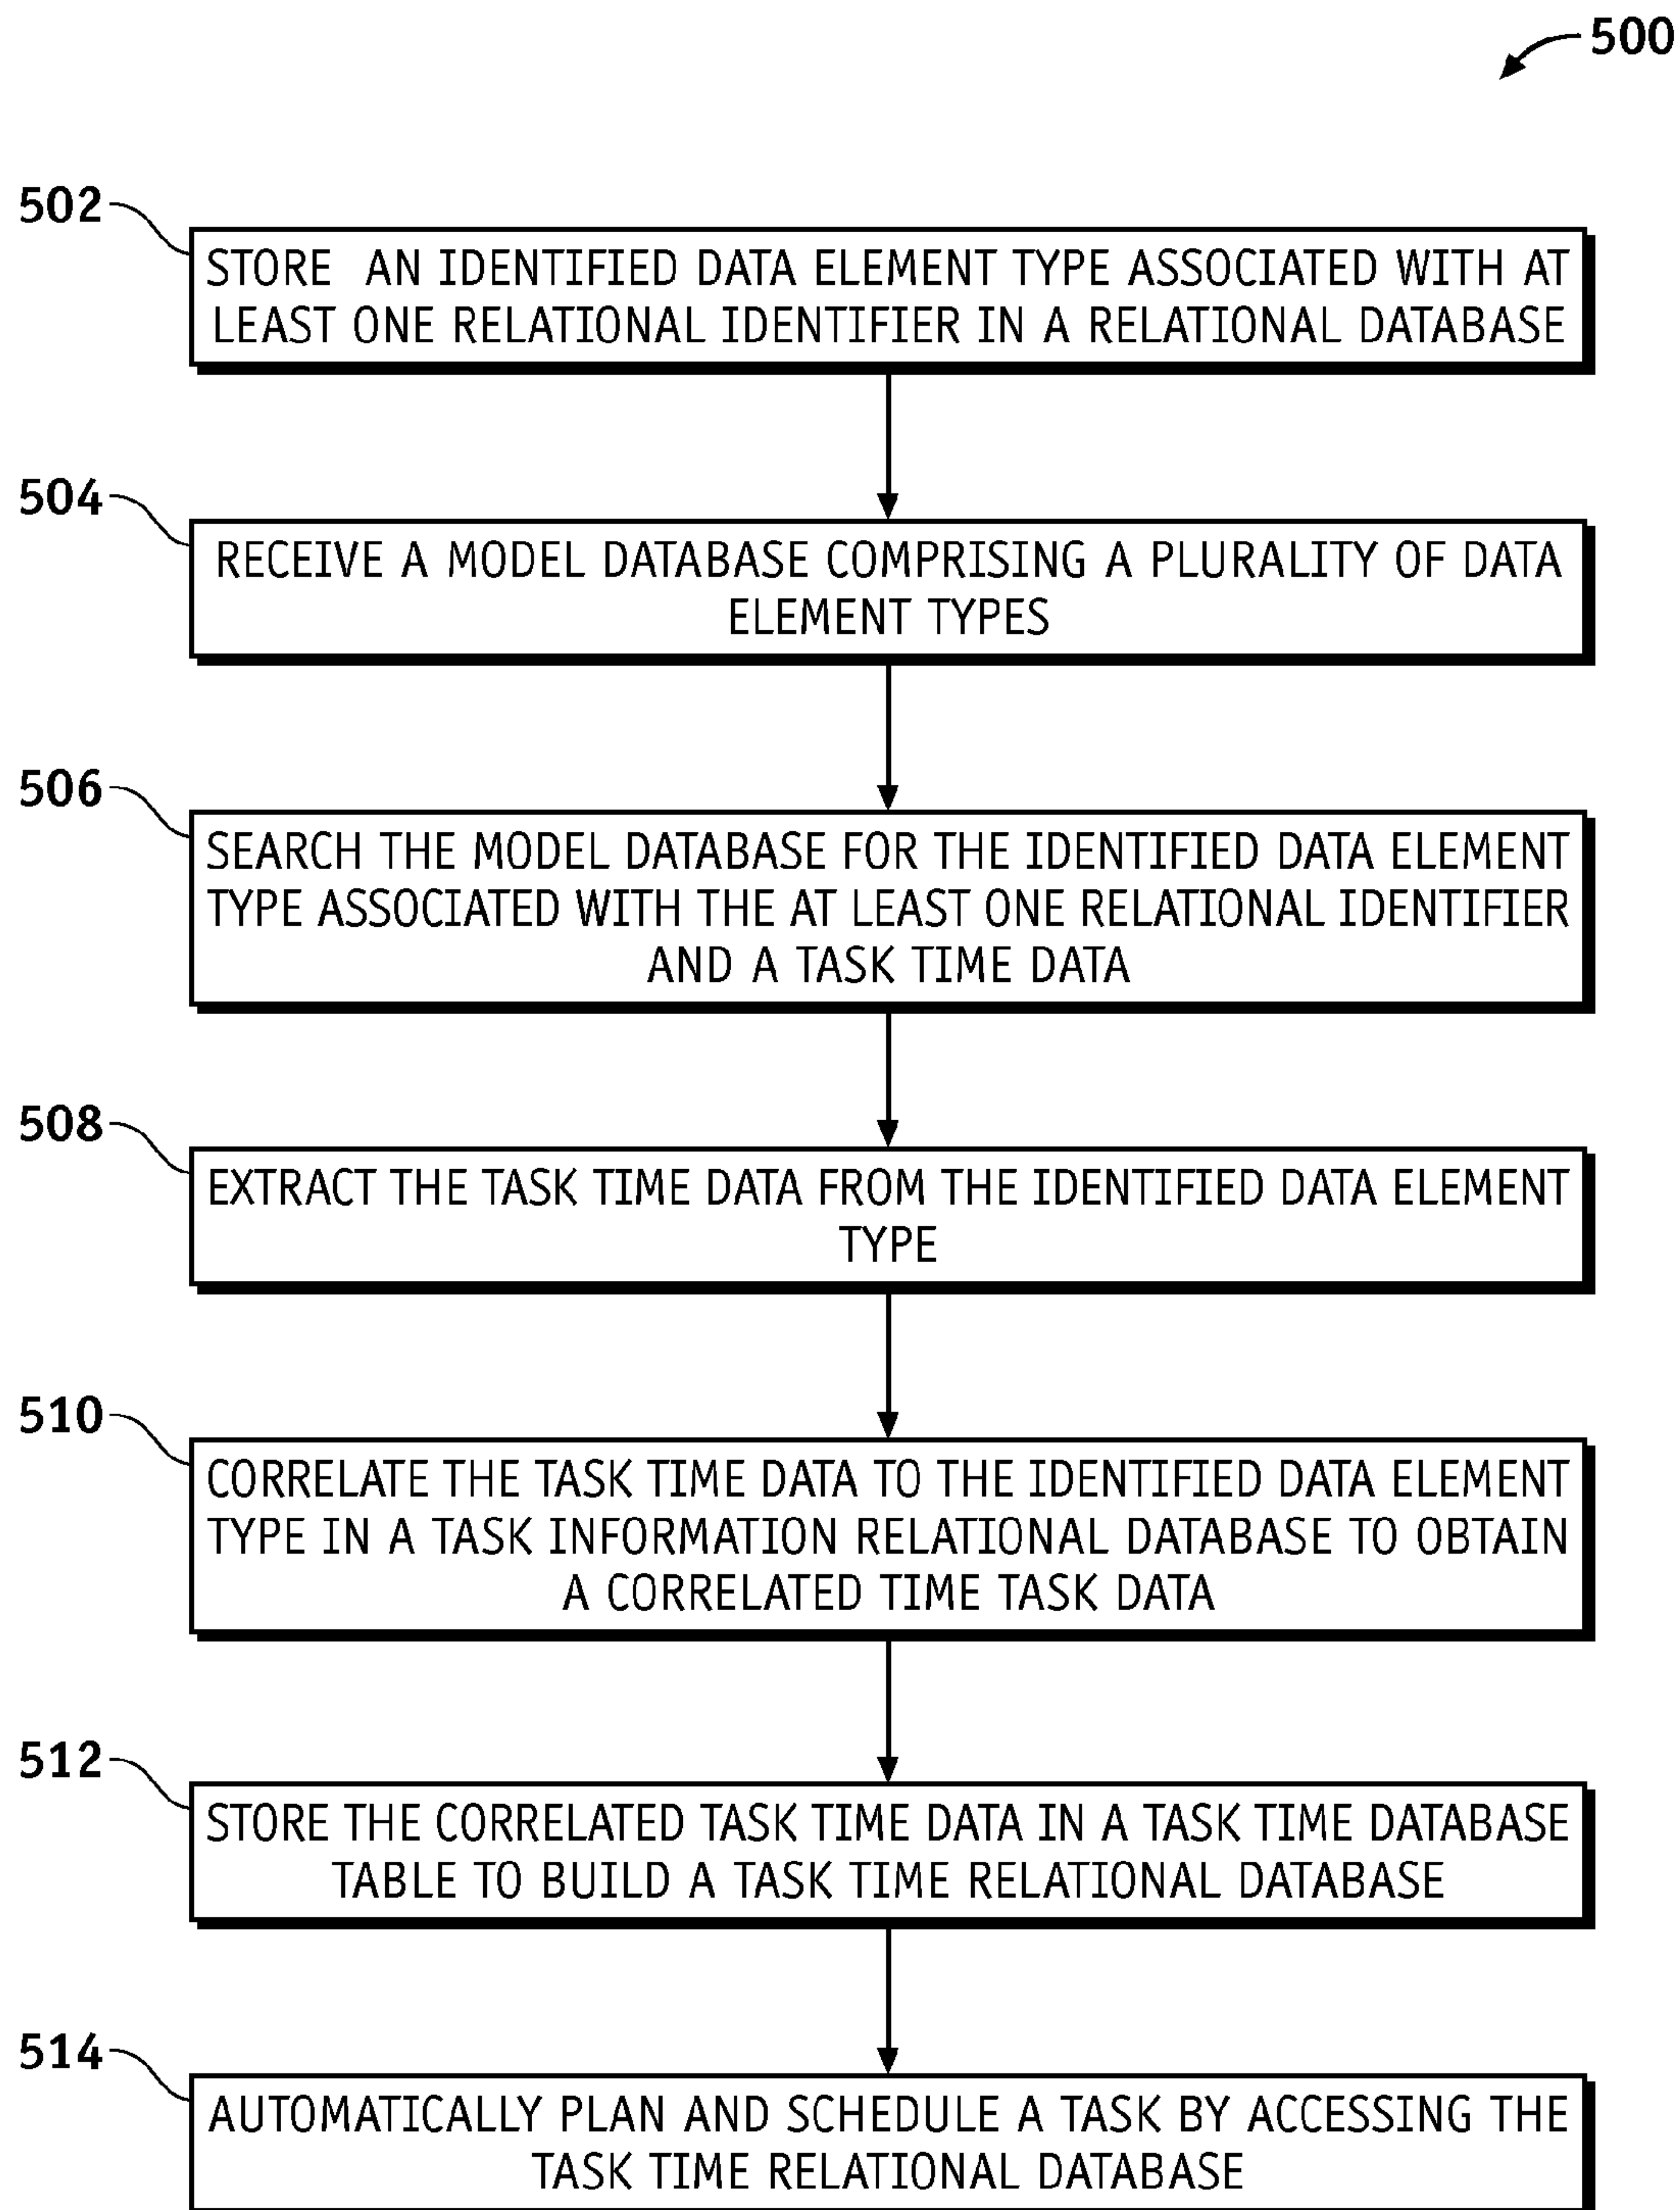 500
502
STORE AN IDENTIFIED DATA ELEMENT TYPE ASSOCIATED WITH AT
LEAST ONE RELATIONAL IDENTIFIER IN A RELATIONAL DATABASE
504
RECEIVE A MODEL DATABASE COMPRISING A PLURALITY OF DATA
ELEMENT TYPES
506
SEARCH THE MODEL DATABASE FOR THE IDENTIFIED DATA ELEMENT
TYPE ASSOCIATED WITH THE AT LEAST ONE RELATIONAL IDENTIFIER
AND A TASK TIME DATA
508
EXTRACT THE TASK TIME DATA FROM THE IDENTIFIED DATA ELEMENT
TYPE
510
CORRELATE THE TASK TIME DATA TO THE IDENTIFIED DATA ELEMENT
TYPE IN A TASK INFORMATION RELATIONAL DATABASE TO OBTAIN
A CORRELATED TIME TASK DATA
512
STORE THE CORRELATED TASK TIME DATA IN A TASK TIME DATABASE
TABLE TO BUILD A TASK TIME RELATIONAL DATABASE
514
AUTOMATICALLY PLAN AND SCHEDULE A TASK BY ACCESSING THE
TASK TIME RELATIONAL DATABASE